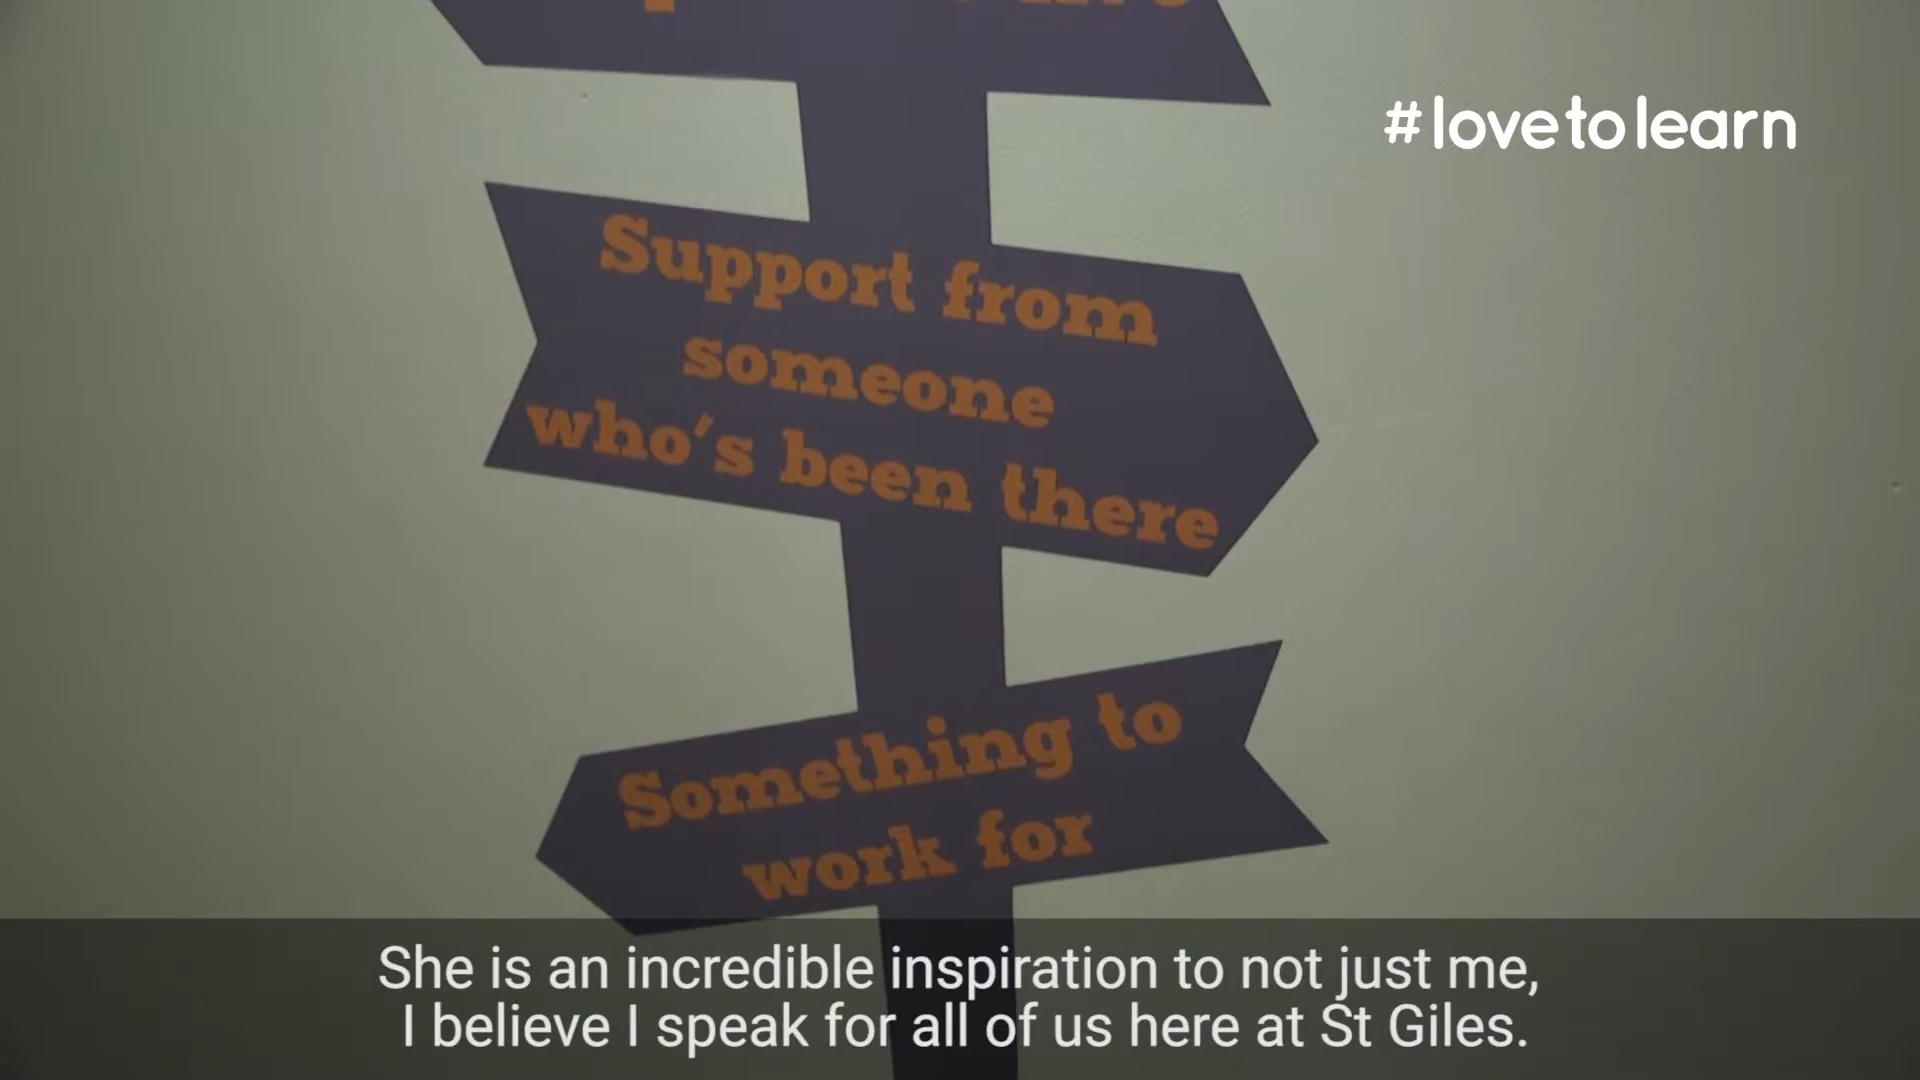 #lovetolearn
Support from
someone
who's been there
Something to
work for
She is an incredible inspiration to not just me,
I believe I speak for all of us here at St Giles.